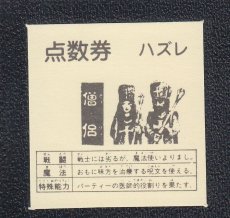 点数券 ハズレ
僧侶
戦闘 戦士には劣るが、魔法使いよりまし。
魔法 おもに味方を治療する呪文を使える。
特殊能力 パーティーの医師的役割りを果たす。